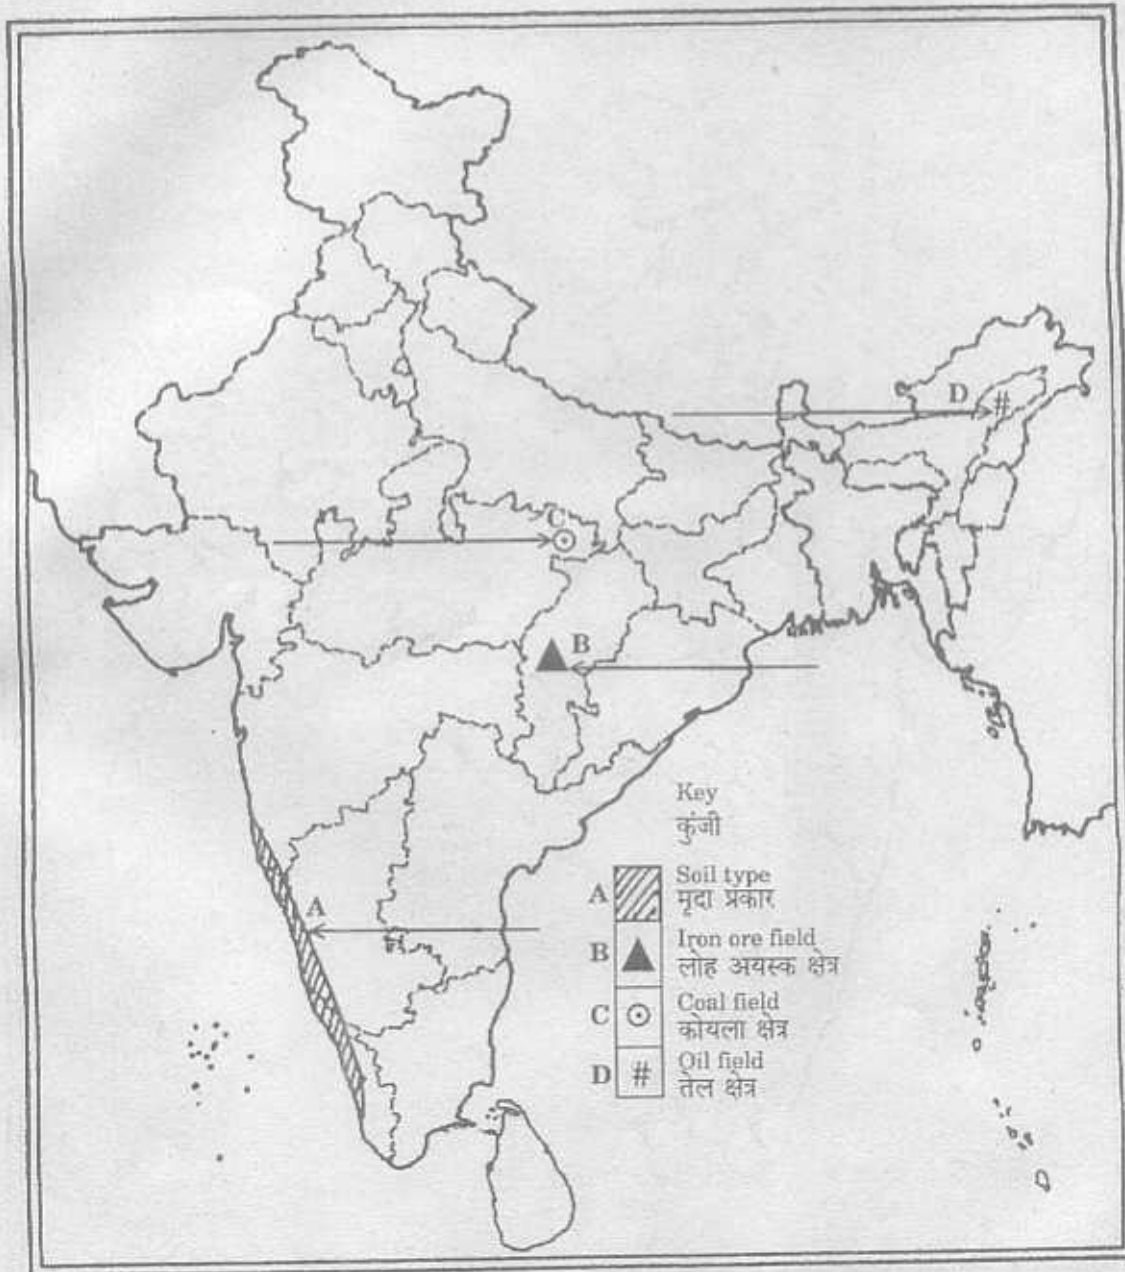 D
#
C
B
A
Key
कुंजी
A Soil type
मृदा प्रकार
B Iron ore field
लोह अयस्क क्षेत्र
C Coal field
कोयला क्षेत्र
D # Oil field
तेल क्षेत्र